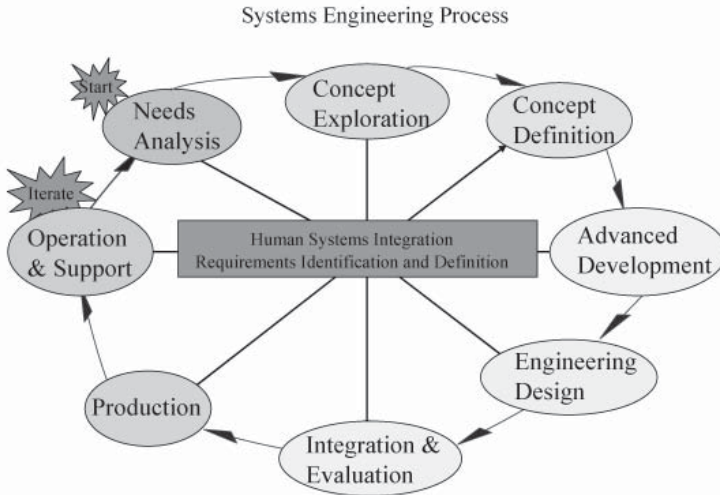 Systems Engineering Process
Start
Needs
Analysis
Concept
Exploration
Concept
Definition
Iterate
Operation
& Support
Human Systems Integration
Requirements Identification and Definition
Advanced
Development
Engineering
Design
Production
Integration &
Evaluation